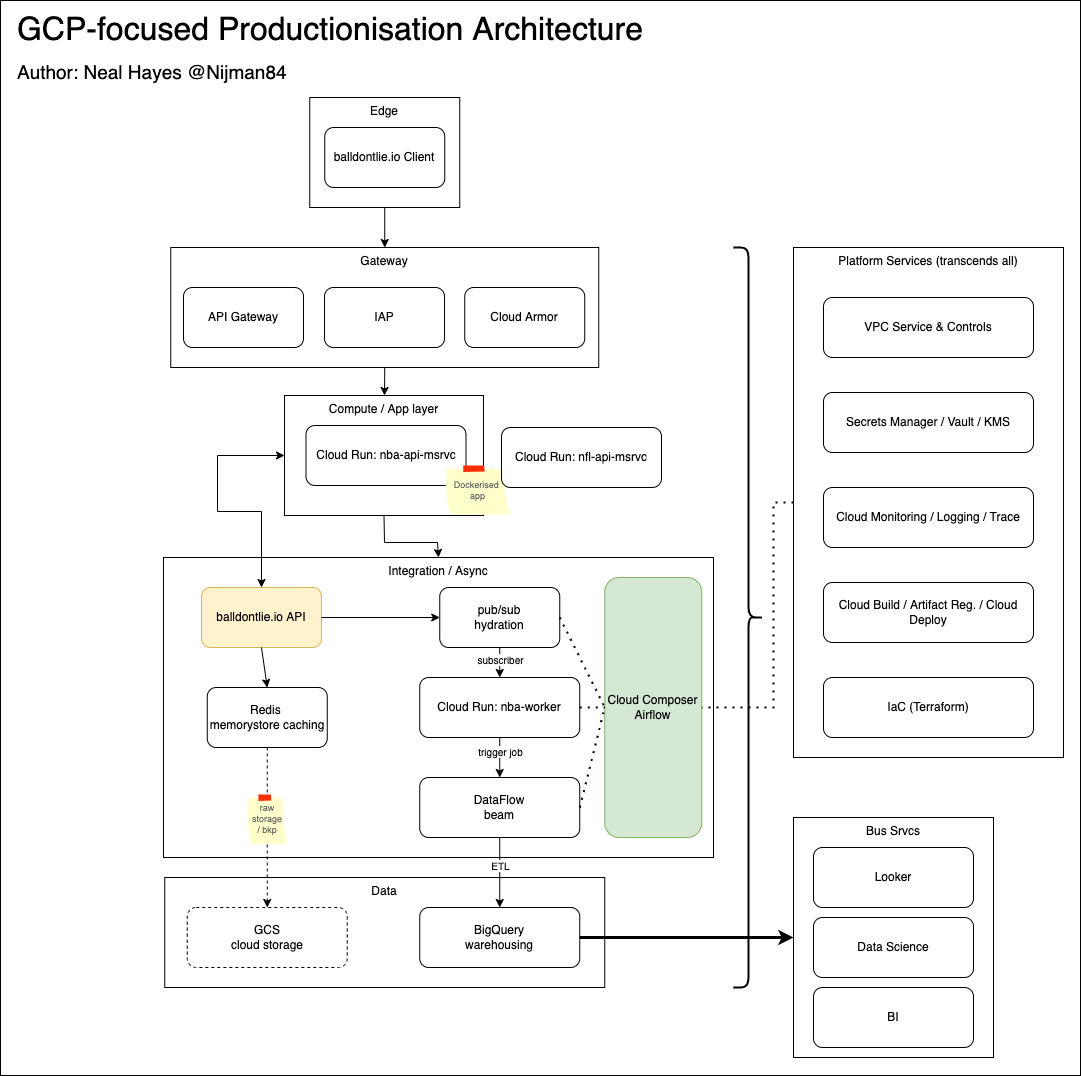 GCP-focused Productionisation Architecture
Author: Neal Hayes @Nijman84
Edge
balldontlie.io Client
Gateway
API Gateway
IAP
Cloud Armor
Compute / App layer
Cloud Run: nba-api-msrvc
Cloud Run: nfl-api-msrvc
Dockerised
app
Integration / Async
balldontlie.io API
pub/sub
hydration
subscriber
Redis
memorystore caching
Cloud Run: nba-worker
Cloud Composer
Airflow
trigger job
raw
storage
/ bkp
DataFlow
beam
ETL
Data
GCS
cloud storage
BigQuery
warehousing
Platform Services (transcends all)
VPC Service & Controls
Secrets Manager / Vault / KMS
Cloud Monitoring / Logging / Trace
Cloud Build / Artifact Reg. / Cloud
Deploy
IaC (Terraform)
Bus Srvcs
Looker
Data Science
BI